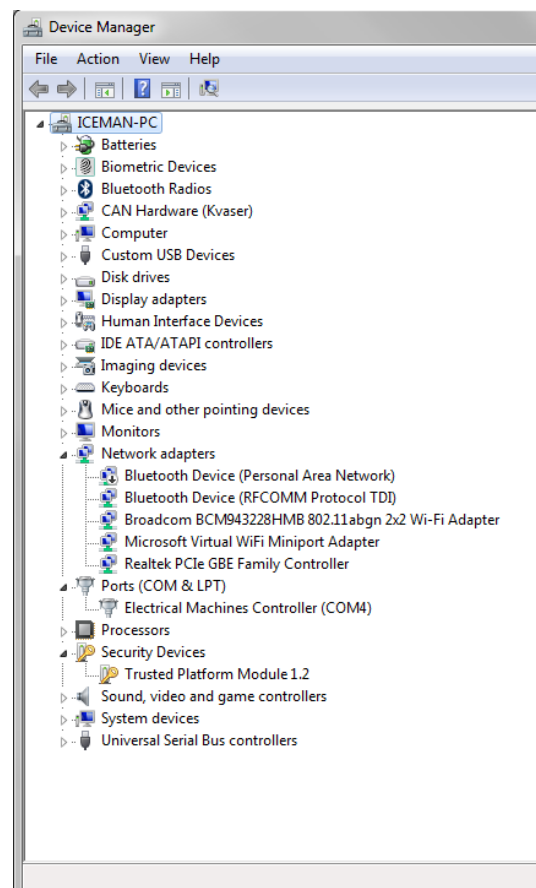 Device Manager
File Action View Help
ICEMAN-PC
Batteries
Biometric Devices
Bluetooth Radios
CAN Hardware (Kvaser)
Computer
Custom USB Devices
Disk drives
Display adapters
Human Interface Devices
IDE ATA/ATAPI controllers
Imaging devices
Keyboards
Mice and other pointing devices
Monitors
Network adapters
Bluetooth Device (Personal Area Network)
Bluetooth Device (RFCOMM Protocol TDI)
Broadcom BCM943228HMB 802.11abgn 2x2 Wi-Fi Adapter
Microsoft Virtual WiFi Miniport Adapter
Realtek PCIe GBE Family Controller
Ports (COM & LPT)
Electrical Machines Controller (COM4)
Processors
Security Devices
Trusted Platform Module 1.2
Sound, video and game controllers
System devices
Universal Serial Bus controllers